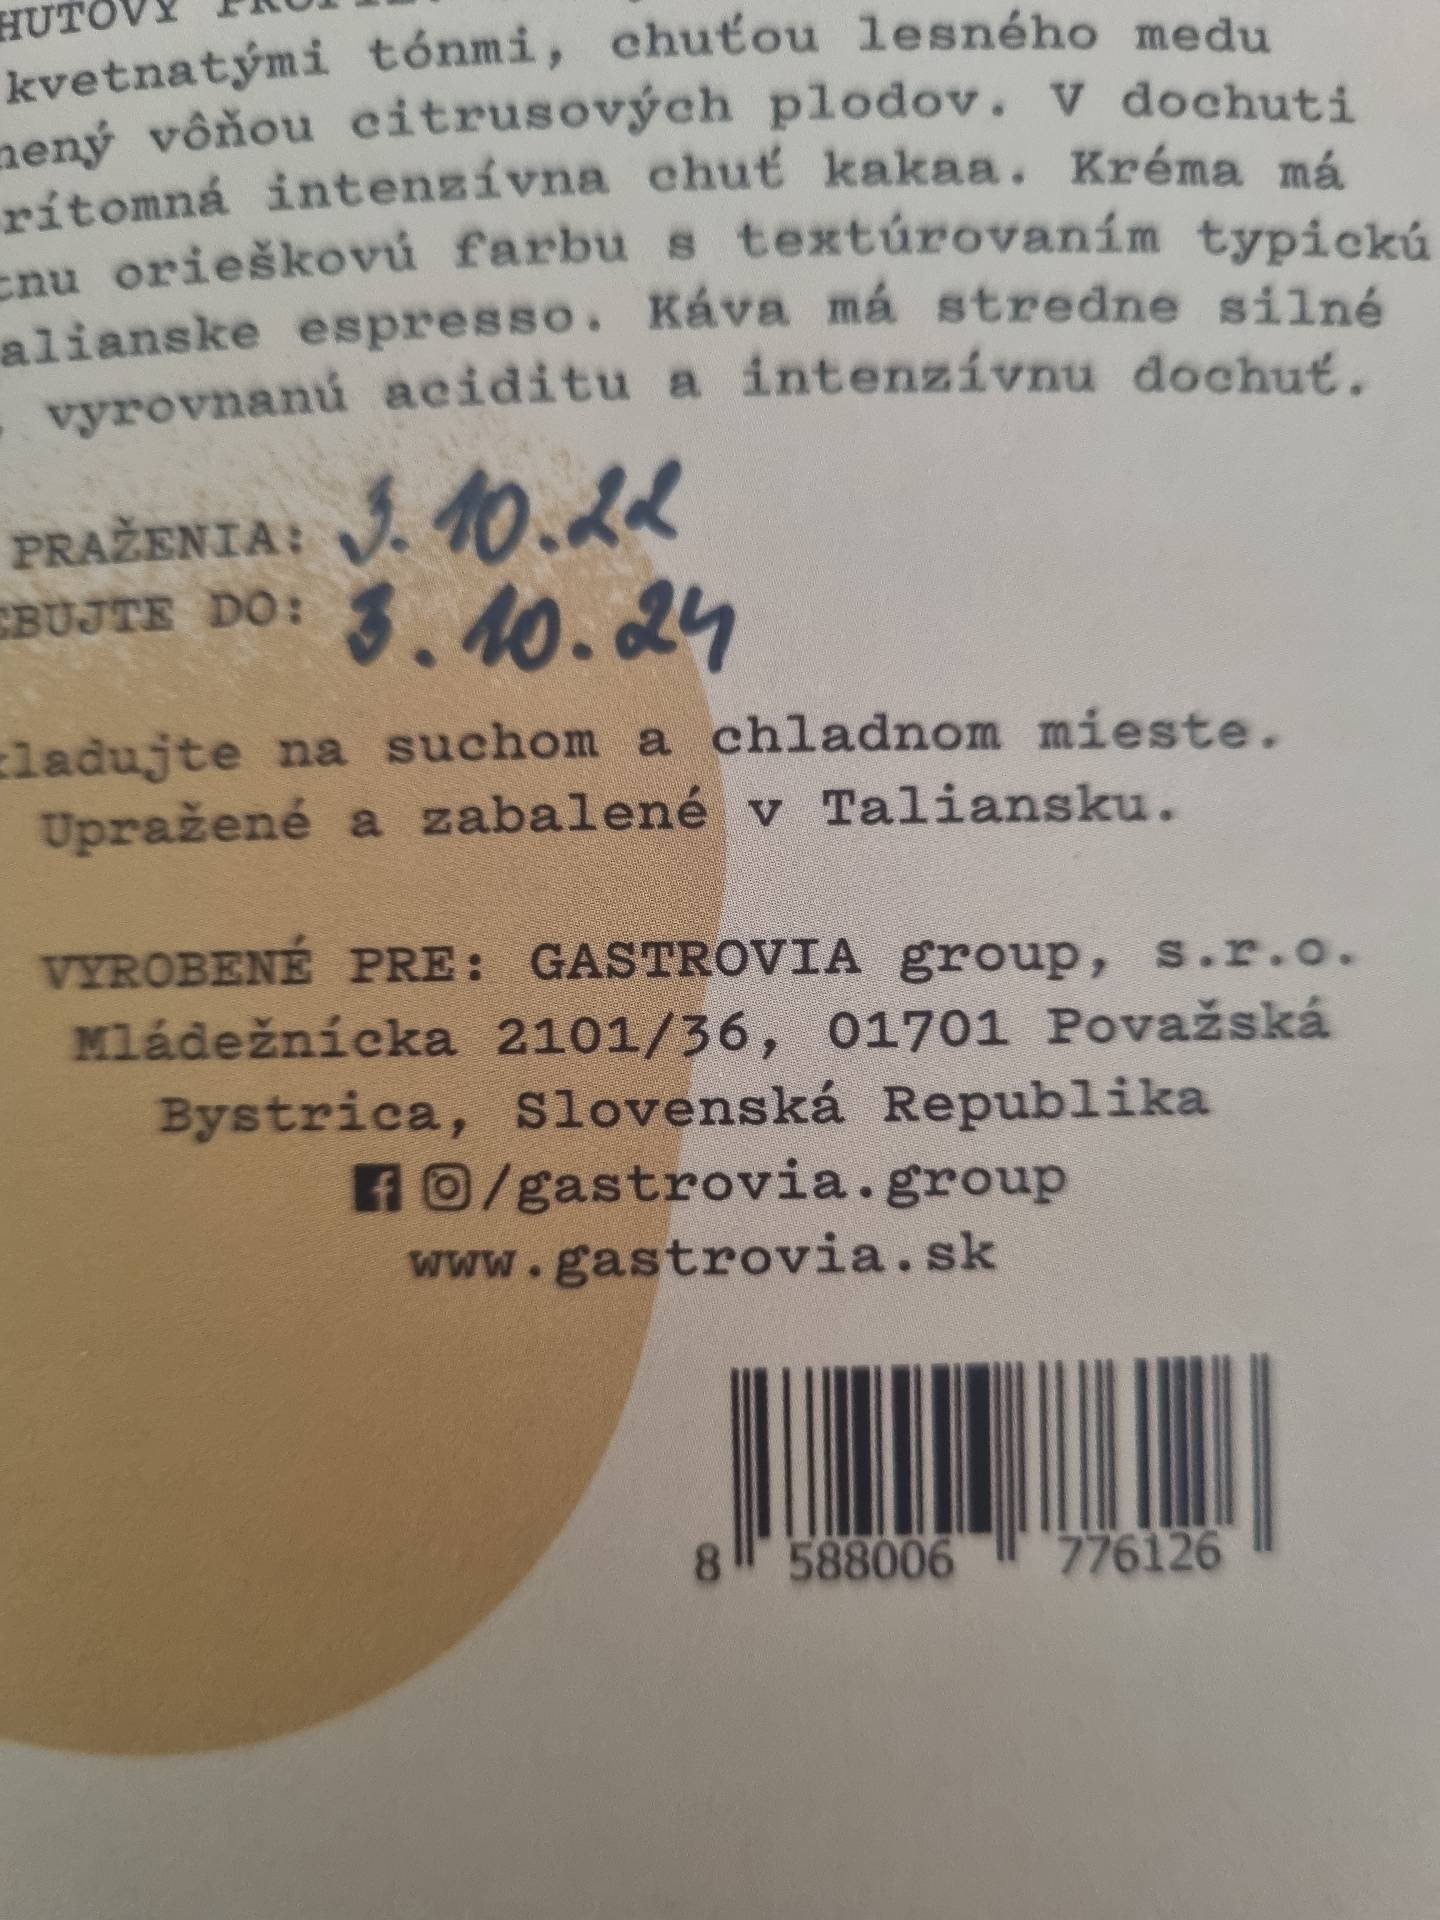 kvetnatými tónmi, chuťou lesného medu
vôňou citrusových plodov. V dochuti
intenzívna chuť kakaa. Kréma má
orieškovú farbu s textúrovaním typickú
espresso. Káva má stredne silné
vyrovnanú aciditu a intenzívnu dochuť.
PRAŽENIA: 3.10.22
DO: 3.10.24
na suchom a chladnom mieste.
Upražené a zabalené v Taliansku.
VYROBENÉ PRE: GASTROVIA group, s.r.o.
Mládežnícka 2101/36, 01701 Považská
Bystrica, Slovenská Republika
/gastrovia.group
www.gastrovia.sk
8 588006 776126